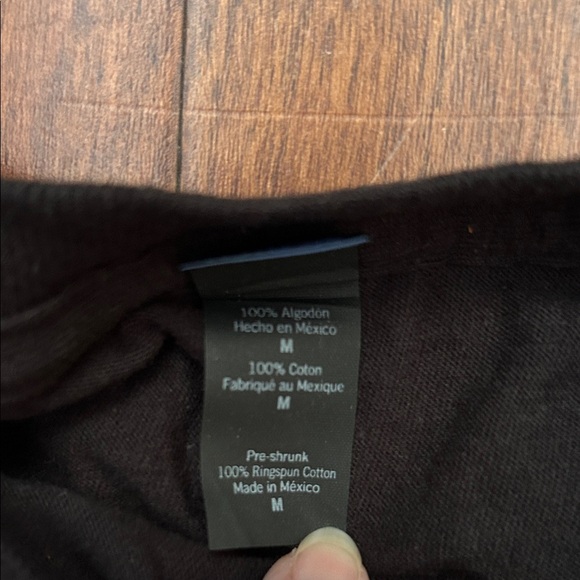 100% Algodón
Hecho en México
M
100% Coton
Fabriqué au Mexique
M
Pre-shrunk
100% Ringspun Cotton
Made in México
M